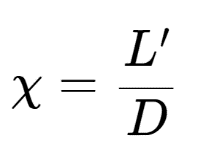 χ = L′ / D